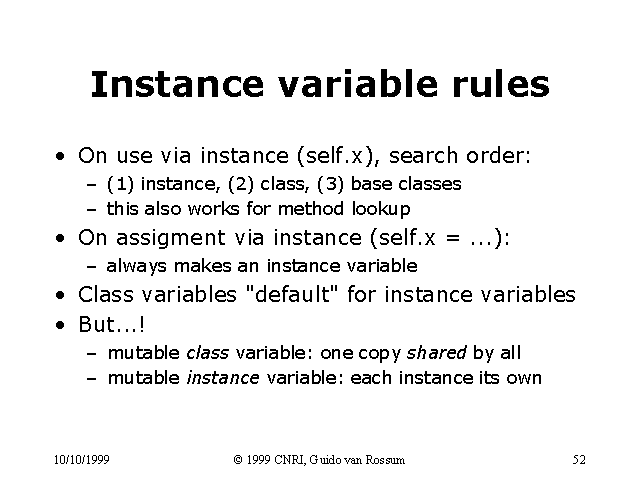 Instance variable rules
• On use via instance (self.x), search order:
– (1) instance, (2) class, (3) base classes
– this also works for method lookup
• On assigment via instance (self.x = ...):
– always makes an instance variable
• Class variables "default" for instance variables
• But...!
– mutable class variable: one copy shared by all
– mutable instance variable: each instance its own
10/10/1999
© 1999 CNRI, Guido van Rossum
52